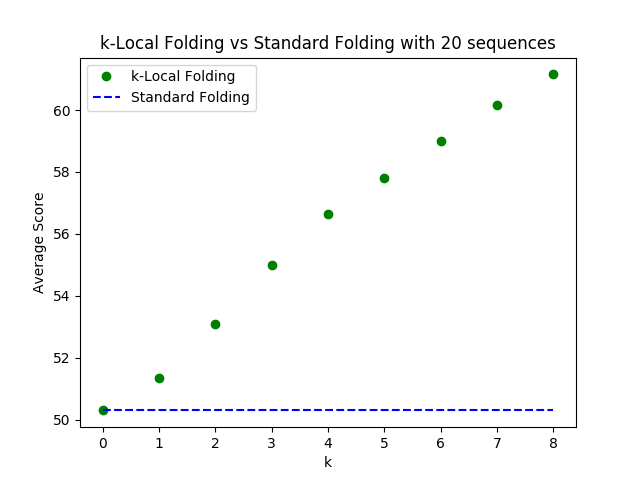 k-Local Folding vs Standard Folding with 20 sequences
k-Local Folding
Standard Folding
Average Score
60
58
56
54
52
50
0 1 2 3 4 5 6 7 8
k